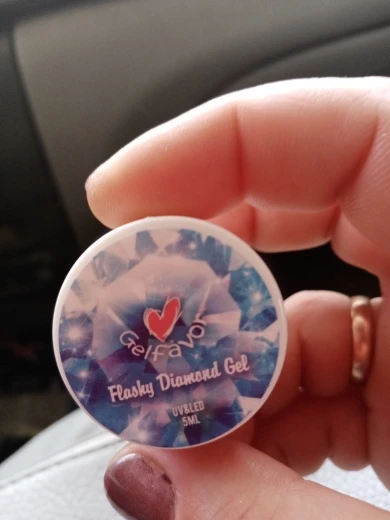 GelFavor
Flashy Diamond Gel
UV&LED
5ML